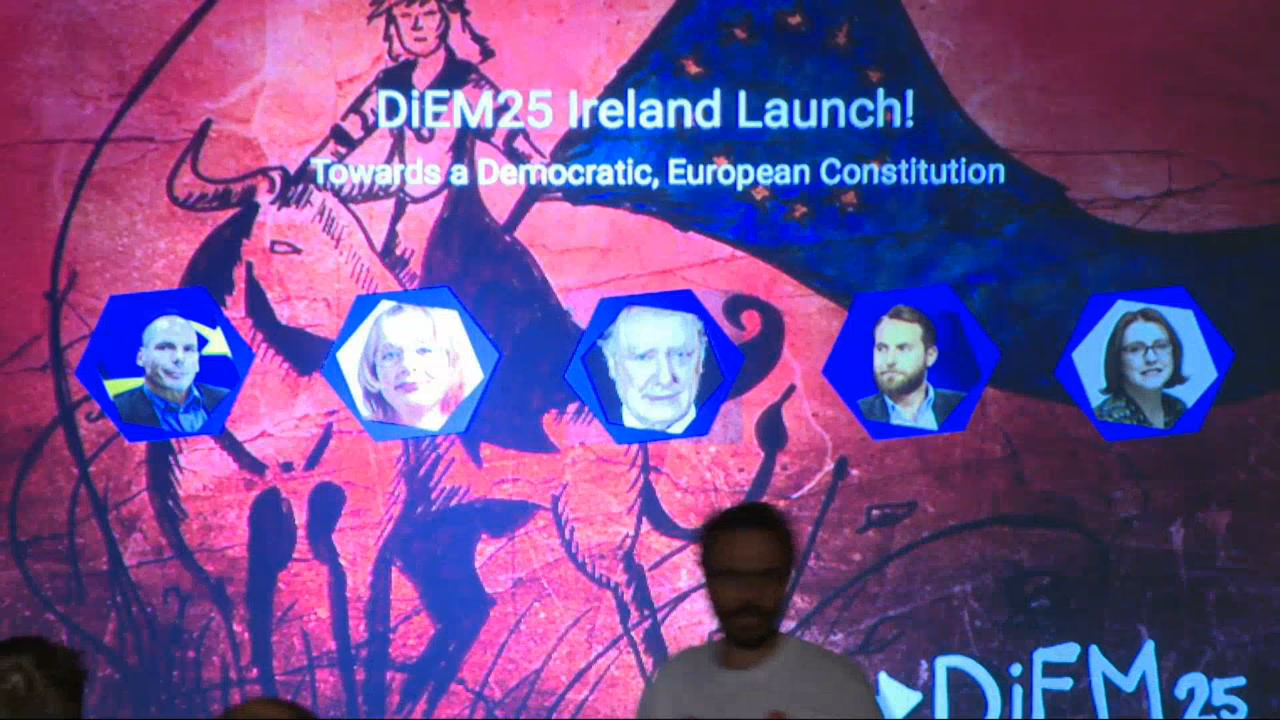 DiEM25 Ireland Launch!
Towards a Democratic, European Constitution
DiEM25